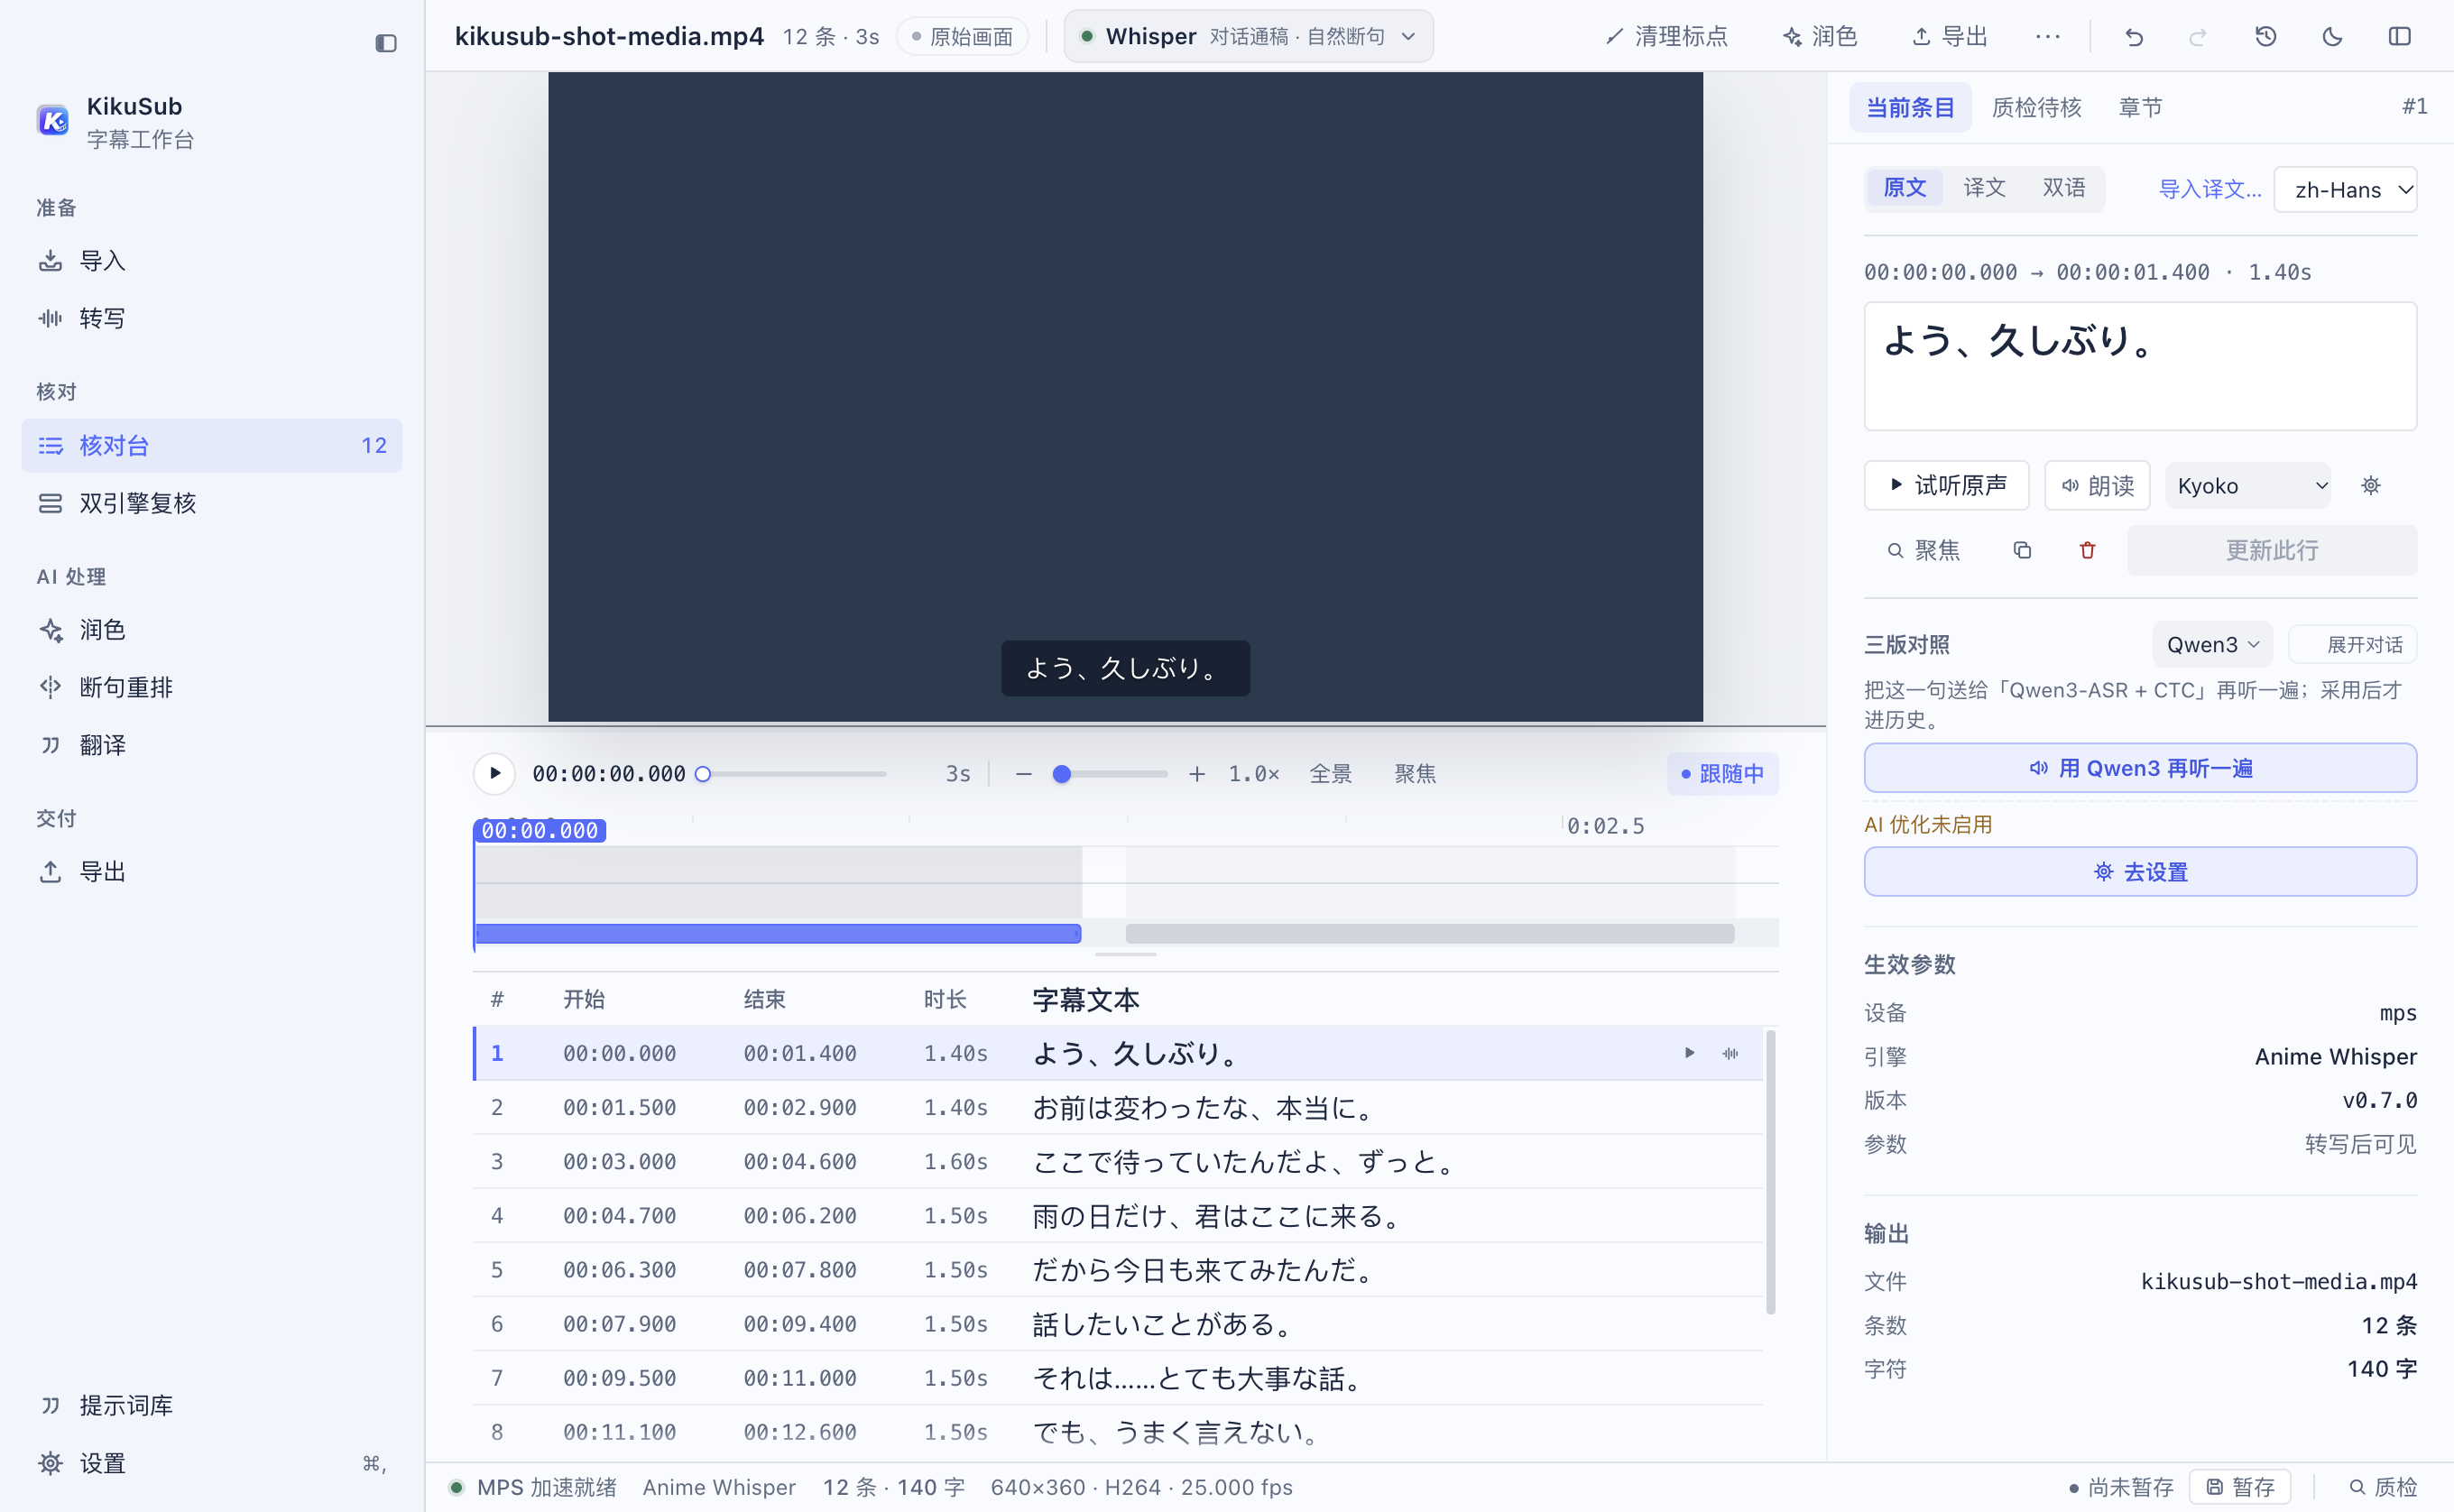 KikuSub
字幕工作台
准备
导入
转写
核对
核对台 12
双引擎复核
AI 处理
润色
断句重排
翻译
交付
导出
提示词库
设置 ⌘,
kikusub-shot-media.mp4 12 条 · 3s 原始画面 Whisper 对话通稿 · 自然断句 清理标点 润色 导出 ···
よう、久しぶり。
00:00:00.000 3s − + 1.0× 全景 聚焦 跟随中
00:00.000 0:02.5
# 开始 结束 时长 字幕文本
1 00:00.000 00:01.400 1.40s よう、久しぶり。
2 00:01.500 00:02.900 1.40s お前は変わったな、本当に。
3 00:03.000 00:04.600 1.60s ここで待っていたんだよ、ずっと。
4 00:04.700 00:06.200 1.50s 雨の日だけ、君はここに来る。
5 00:06.300 00:07.800 1.50s だから今日も来てみたんだ。
6 00:07.900 00:09.400 1.50s 話したいことがある。
7 00:09.500 00:11.000 1.50s それは……とても大事な話。
8 00:11.100 00:12.600 1.50s でも、うまく言えない。
当前条目 质检待核 章节 #1
原文 译文 双语 导入译文... zh-Hans
00:00:00.000 → 00:00:01.400 · 1.40s
よう、久しぶり。
试听原声 朗读 Kyoko
聚焦 更新此行
三版对照 Qwen3 展开对话
把这一句送给「Qwen3-ASR + CTC」再听一遍；采用后才
进历史。
用 Qwen3 再听一遍
AI 优化未启用
去设置
生效参数
设备 mps
引擎 Anime Whisper
版本 v0.7.0
参数 转写后可见
输出
文件 kikusub-shot-media.mp4
条数 12 条
字符 140 字
MPS 加速就绪 Anime Whisper 12 条 · 140 字 640×360 · H264 · 25.000 fps 尚未暂存 暂存 质检